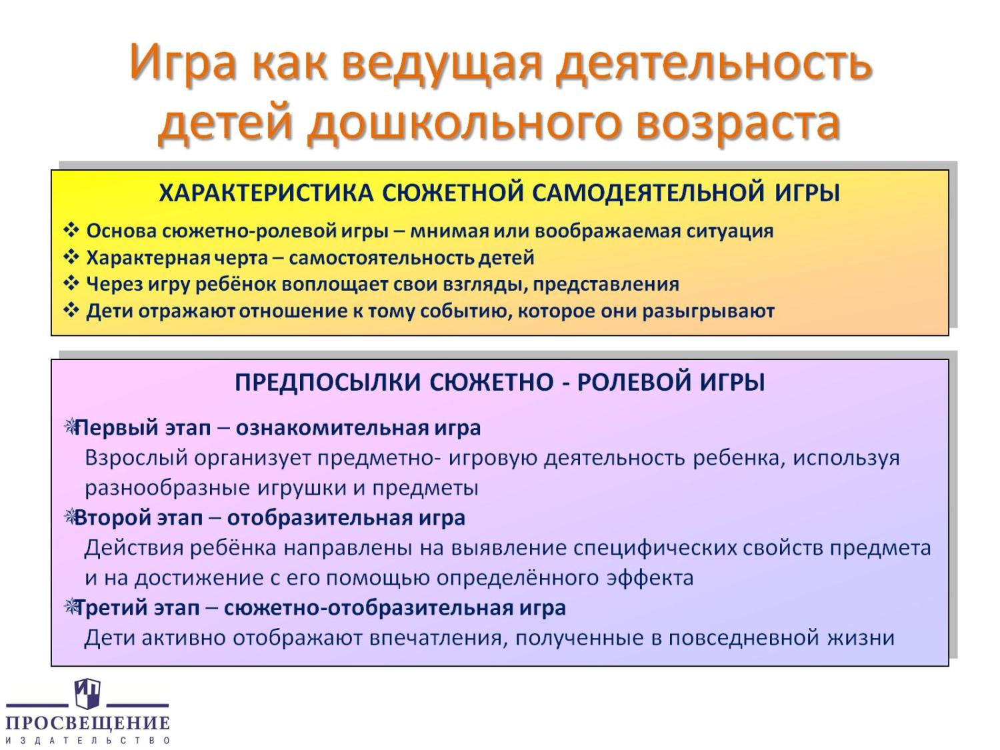 Игра как ведущая деятельность
детей дошкольного возраста
ХАРАКТЕРИСТИКА СЮЖЕТНОЙ САМОДЕЯТЕЛЬНОЙ ИГРЫ
❖ Основа сюжетно-ролевой игры – мнимая или воображаемая ситуация
❖ Характерная черта – самостоятельность детей
❖ Через игру ребёнок воплощает свои взгляды, представления
❖ Дети отражают отношение к тому событию, которое они разыгрывают
ПРЕДПОСЫЛКИ СЮЖЕТНО - РОЛЕВОЙ ИГРЫ
Первый этап – ознакомительная игра
Взрослый организует предметно- игровую деятельность ребенка, используя
разнообразные игрушки и предметы
Второй этап – отобразительная игра
Действия ребёнка направлены на выявление специфических свойств предмета
и на достижение с его помощью определённого эффекта
Третий этап – сюжетно-отобразительная игра
Дети активно отображают впечатления, полученные в повседневной жизни
ИП
ПРОСВЕЩЕНИЕ
ИЗДАТЕЛЬСТВО